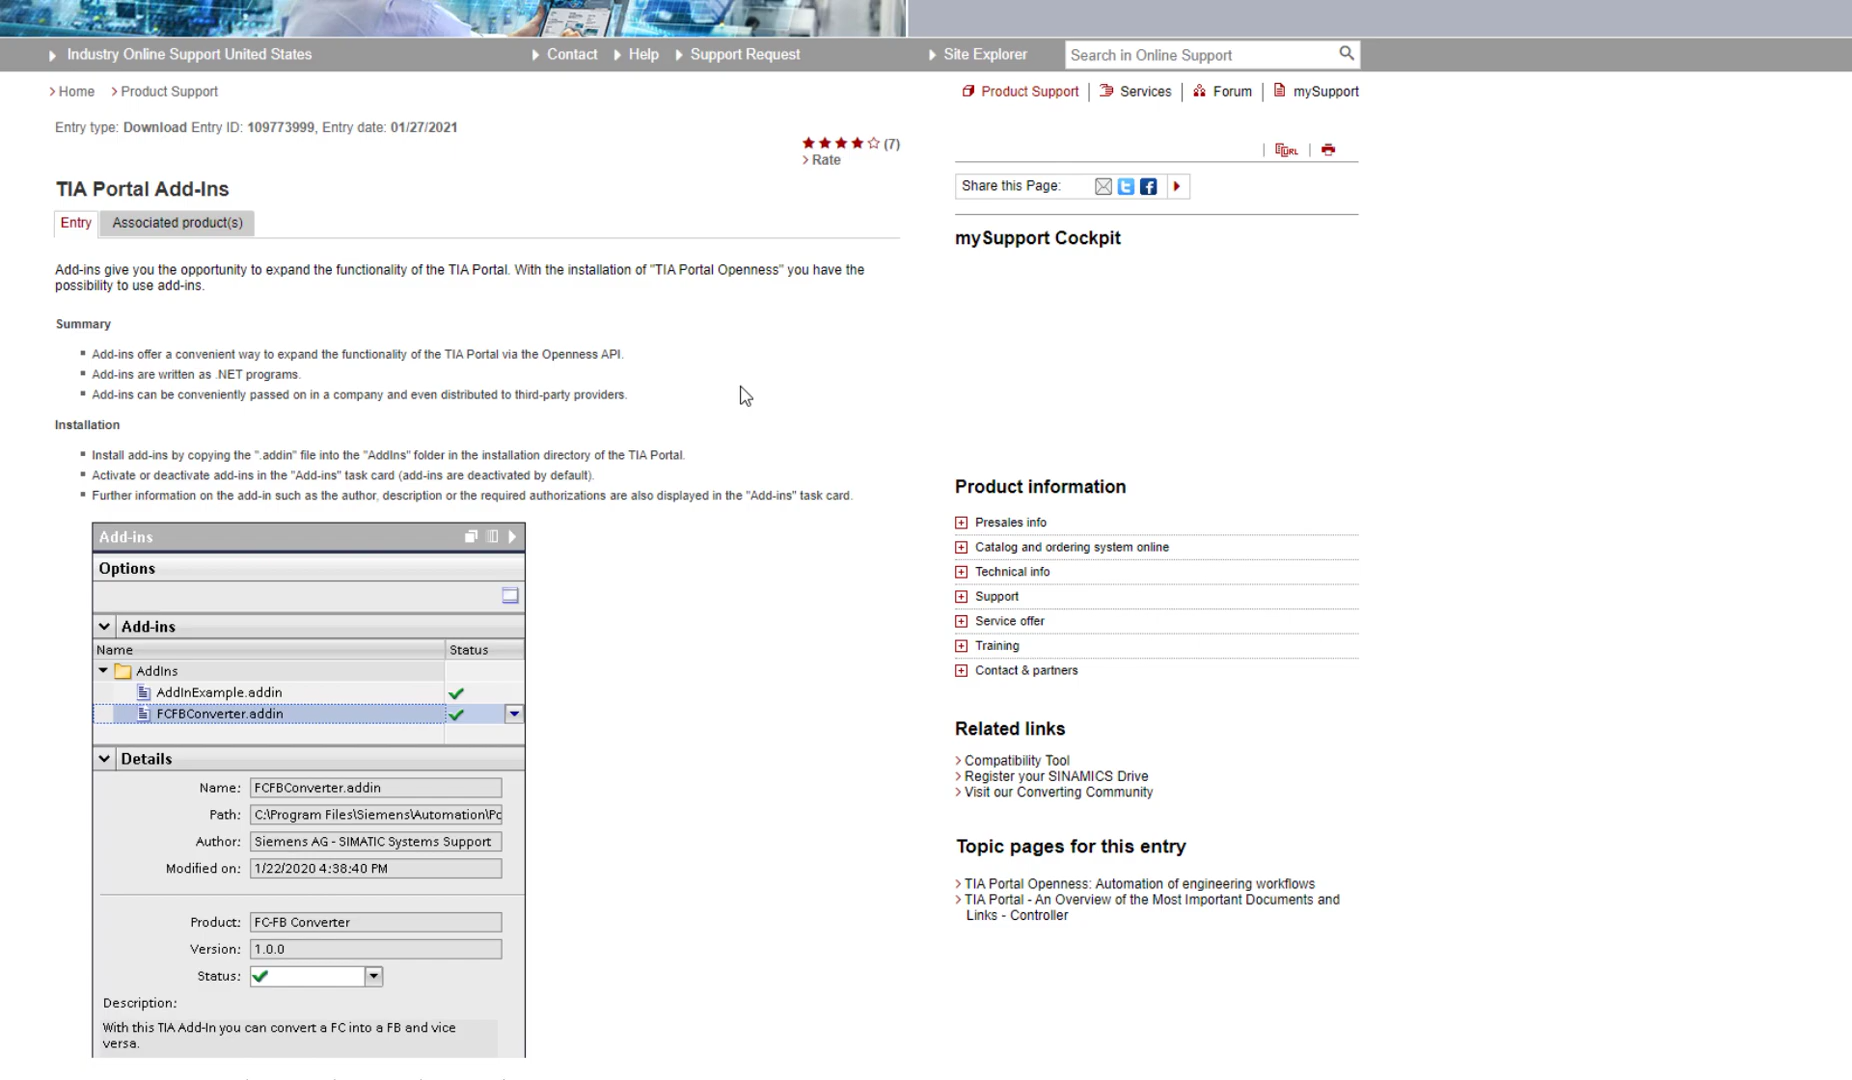 Industry Online Support United States
Contact
Help
Support Request
Site Explorer
Search in Online Support
Home
Product Support
Product Support
Services
Forum
mySupport
Entry type: Download Entry ID: 109773999, Entry date: 01/27/2021
(7)
Rate
URL
Share this Page:
TIA Portal Add-Ins
Entry
Associated product(s)
Add-ins give you the opportunity to expand the functionality of the TIA Portal. With the installation of "TIA Portal Openness" you have the
possibility to use add-ins.
Summary
Add-ins offer a convenient way to expand the functionality of the TIA Portal via the Openness API.
Add-ins are written as .NET programs.
Add-ins can be conveniently passed on in a company and even distributed to third-party providers.
Installation
Install add-ins by copying the ".addin" file into the "AddIns" folder in the installation directory of the TIA Portal.
Activate or deactivate add-ins in the "Add-ins" task card (add-ins are deactivated by default).
Further information on the add-in such as the author, description or the required authorizations are also displayed in the "Add-ins" task card.
Add-ins
Options
Add-ins
Name Status
AddIns
AddInExample.addin
FCFBConverter.addin
Details
Name: FCFBConverter.addin
Path: C:\Program Files\Siemens\Automation\Pc
Author: Siemens AG - SIMATIC Systems Support
Modified on: 1/22/2020 4:38:40 PM
Product: FC-FB Converter
Version: 1.0.0
Status:
Description:
With this TIA Add-In you can convert a FC into a FB and vice
versa.
mySupport Cockpit
Product information
Presales info
Catalog and ordering system online
Technical info
Support
Service offer
Training
Contact & partners
Related links
Compatibility Tool
Register your SINAMICS Drive
Visit our Converting Community
Topic pages for this entry
TIA Portal Openness: Automation of engineering workflows
TIA Portal - An Overview of the Most Important Documents and
Links - Controller